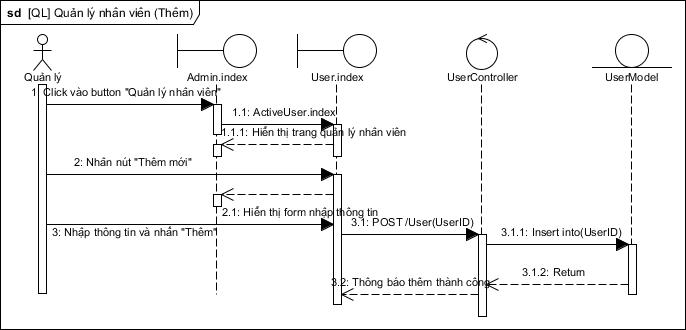 sd [QL] Quản lý nhân viên (Thêm)
Quản lý
Admin.index
User.index
UserController
UserModel
1: Click vào button "Quản lý nhân viên"
1.1: ActiveUser.index
1.1.1: Hiển thị trang quản lý nhân viên
2: Nhấn nút "Thêm mới"
2.1: Hiển thị form nhập thông tin
3: Nhập thông tin và nhấn "Thêm"
3.1: POST /User(UserID)
3.1.1: Insert into(UserID)
3.1.2: Return
3.2: Thông báo thêm thành công